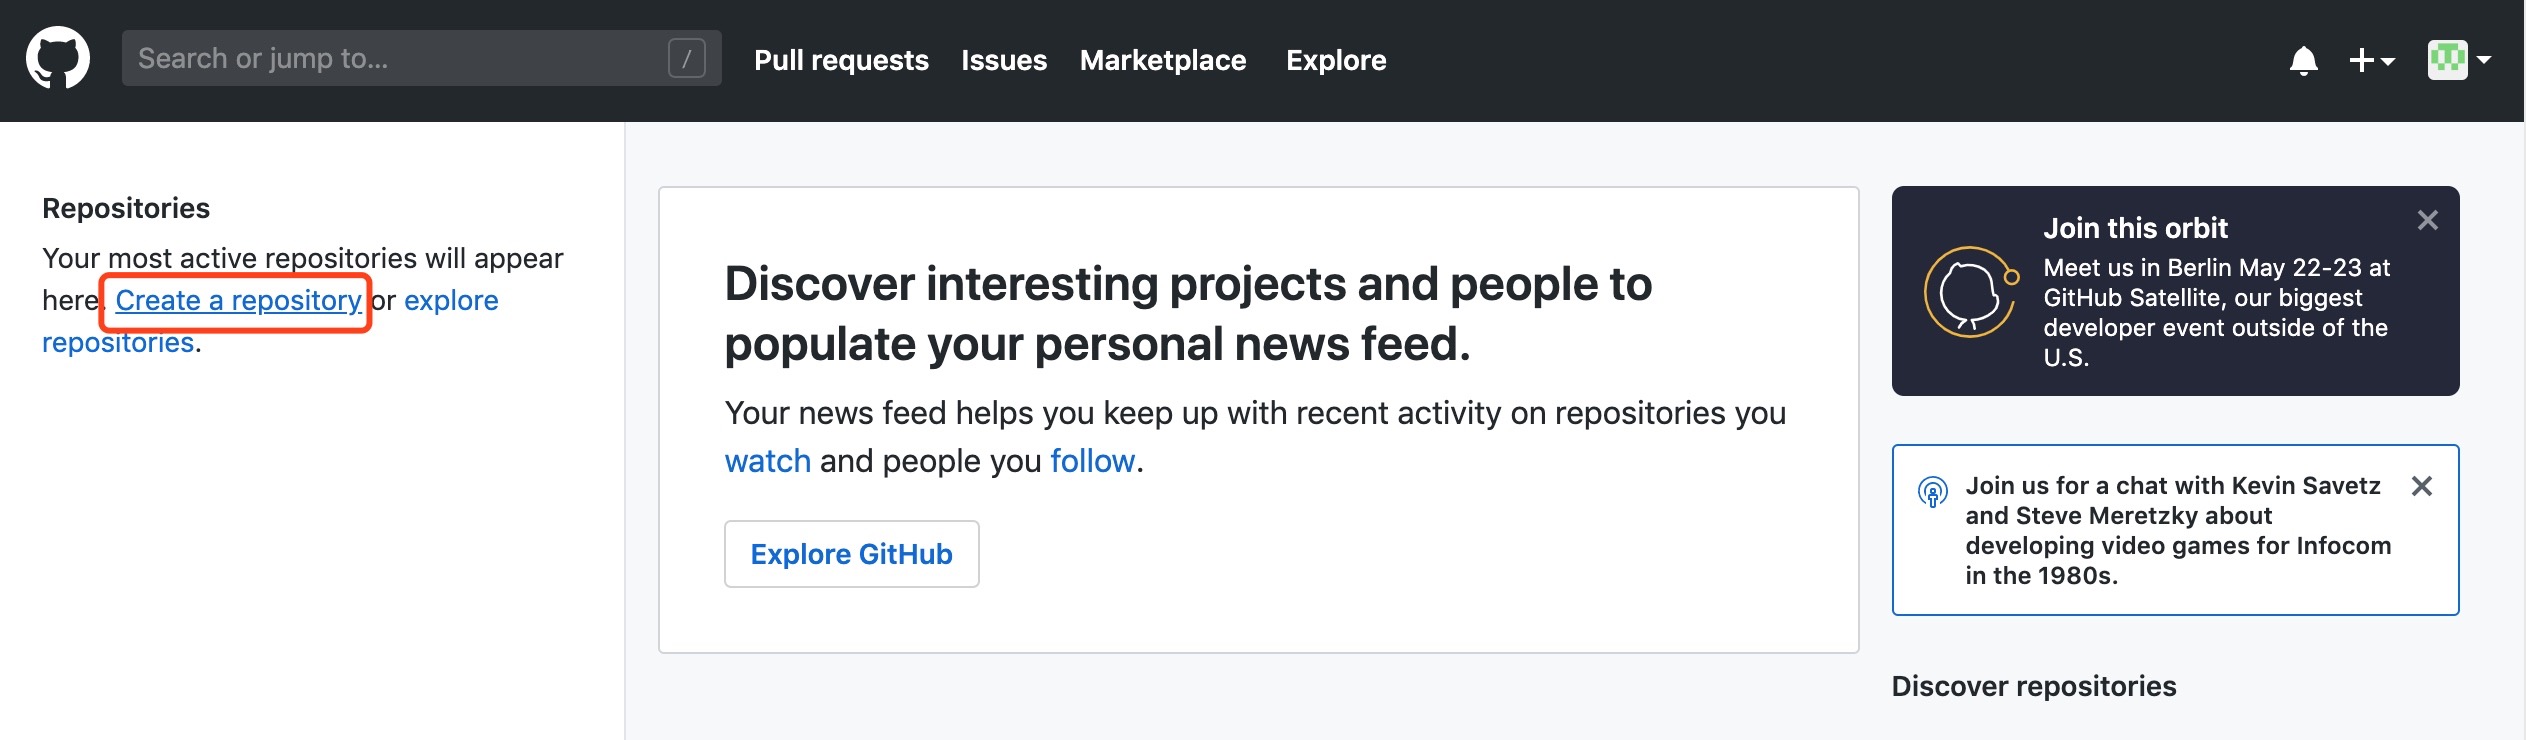 Search or jump to...
/
Pull requests
Issues
Marketplace
Explore
Repositories
Your most active repositories will appear
here. Create a repository or explore
repositories.
Discover interesting projects and people to
populate your personal news feed.
Your news feed helps you keep up with recent activity on repositories you
watch and people you follow.
Explore GitHub
Join this orbit
Meet us in Berlin May 22-23 at
GitHub Satellite, our biggest
developer event outside of the
U.S.
Join us for a chat with Kevin Savetz
and Steve Meretzky about
developing video games for Infocom
in the 1980s.
Discover repositories